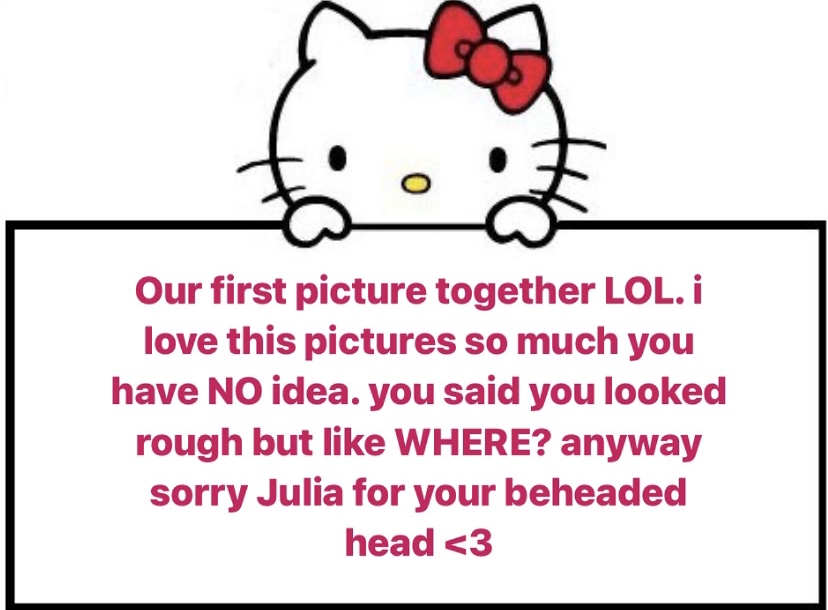 Our first picture together LOL. i
love this pictures so much you
have NO idea. you said you looked
rough but like WHERE? anyway
sorry Julia for your beheaded
head <3